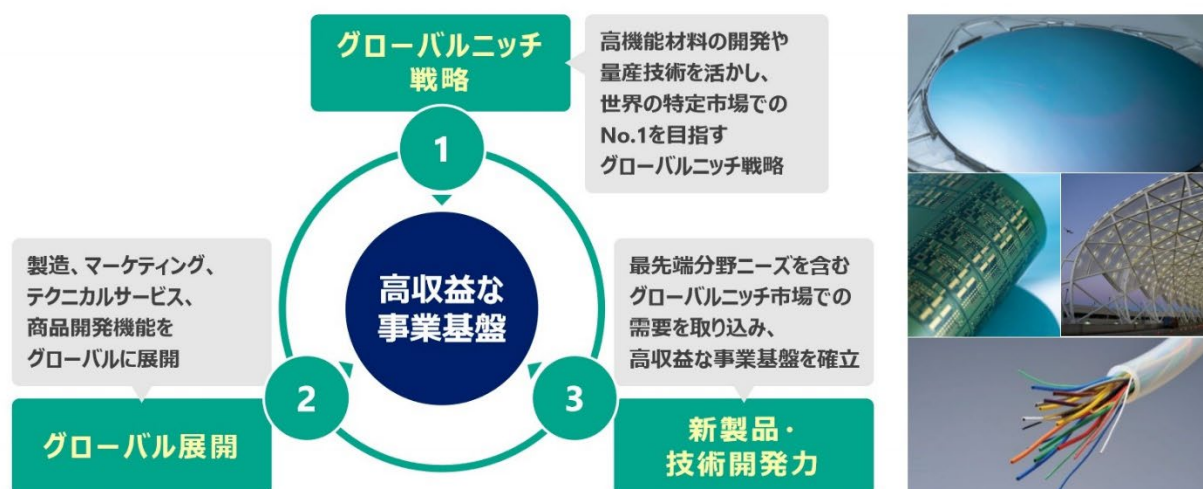 グローバルニッチ
戦略
高機能材料の開発や
量産技術を活かし、
世界の特定市場での
No.1を目指す
グローバルニッチ戦略
1
高収益な
事業基盤
製造、マーケティング、
テクニカルサービス、
商品開発機能を
グローバルに展開
2
グローバル展開
最先端分野ニーズを含む
グローバルニッチ市場での
需要を取り込み、
高収益な事業基盤を確立
3
新製品・
技術開発力